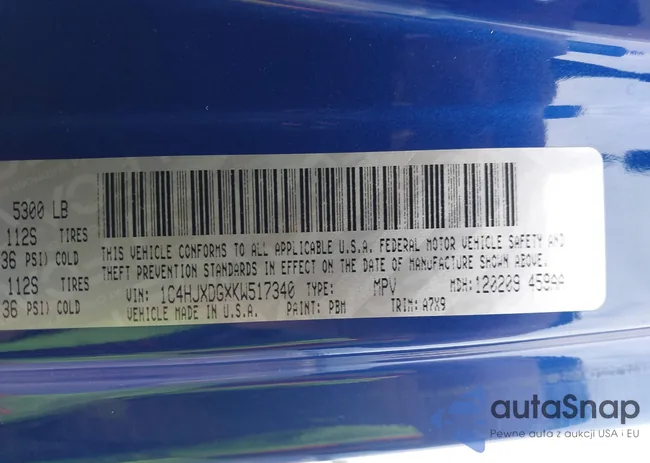 5300 LB
112S TIRES
36 PSI) COLD
112S TIRES
36 PSI) COLD
THIS VEHICLE CONFORMS TO ALL APPLICABLE U.S.A. FEDERAL MOTOR VEHICLE SAFETY AND
THEFT PREVENTION STANDARDS IN EFFECT ON THE DATE OF MANUFACTURE SHOWN ABOVE.
VIN: 1C4HJXDGXKW517340 TYPE: MPV MDH: 120209 459AA
VEHICLE MADE IN U.S.A. PAINT: PBM TRIM: A7X9
autaSnap
Pewne auta z aukcji USA i EU